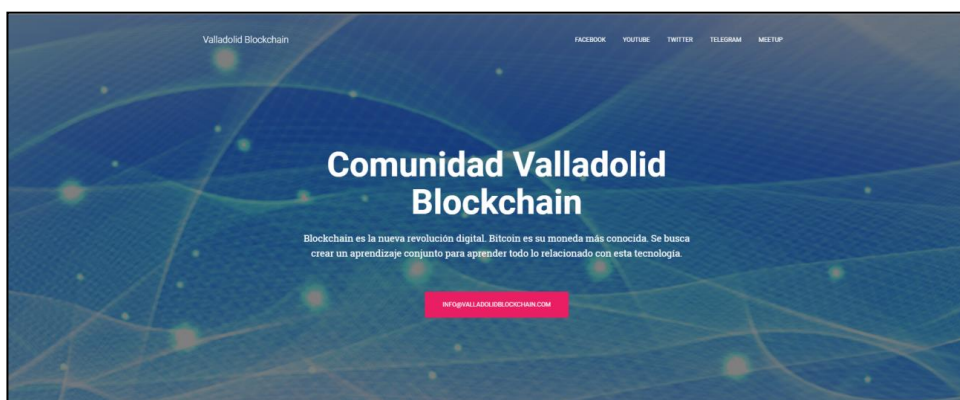 Valladolid Blockchain
FACEBOOK YOUTUBE TWITTER TELEGRAM MEETUP
Comunidad Valladolid
Blockchain
Blockchain es la nueva revolución digital. Bitcoin es su moneda más conocida. Se busca
crear un aprendizaje conjunto para aprender todo lo relacionado con esta tecnología.
INFO@VALLADOLIDBLOCKCHAIN.COM